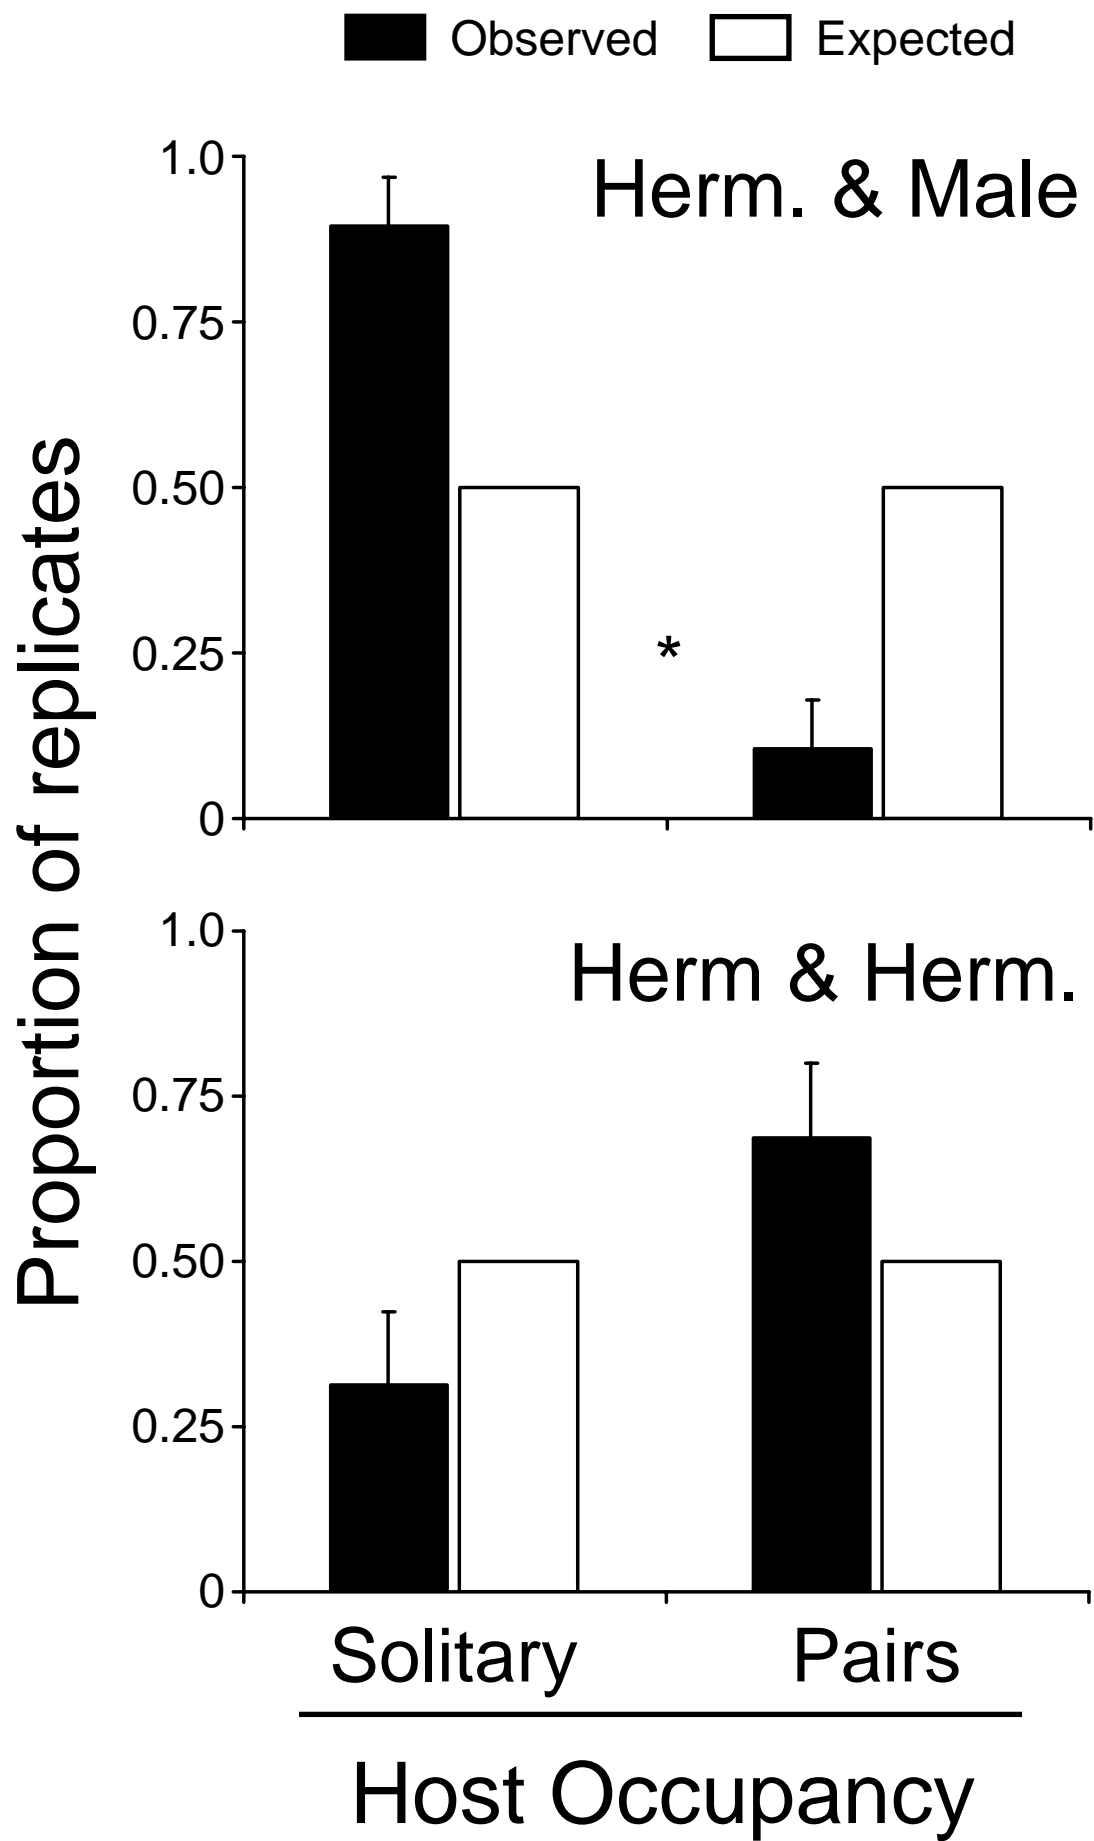 Observed Expected
Herm. & Male
1.0
0.75
0.50
0.25
0
*
Herm & Herm.
1.0
0.75
0.50
0.25
0
Proportion of replicates
Solitary Pairs
Host Occupancy